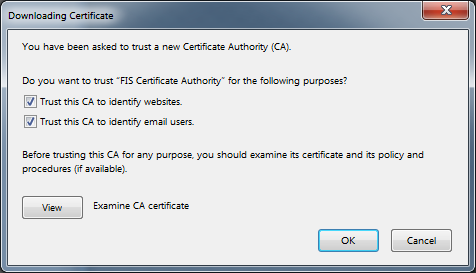 Downloading Certificate
You have been asked to trust a new Certificate Authority (CA).
Do you want to trust "FIS Certificate Authority" for the following purposes?
Trust this CA to identify websites.
Trust this CA to identify email users.
Before trusting this CA for any purpose, you should examine its certificate and its policy and
procedures (if available).
View Examine CA certificate
OK Cancel